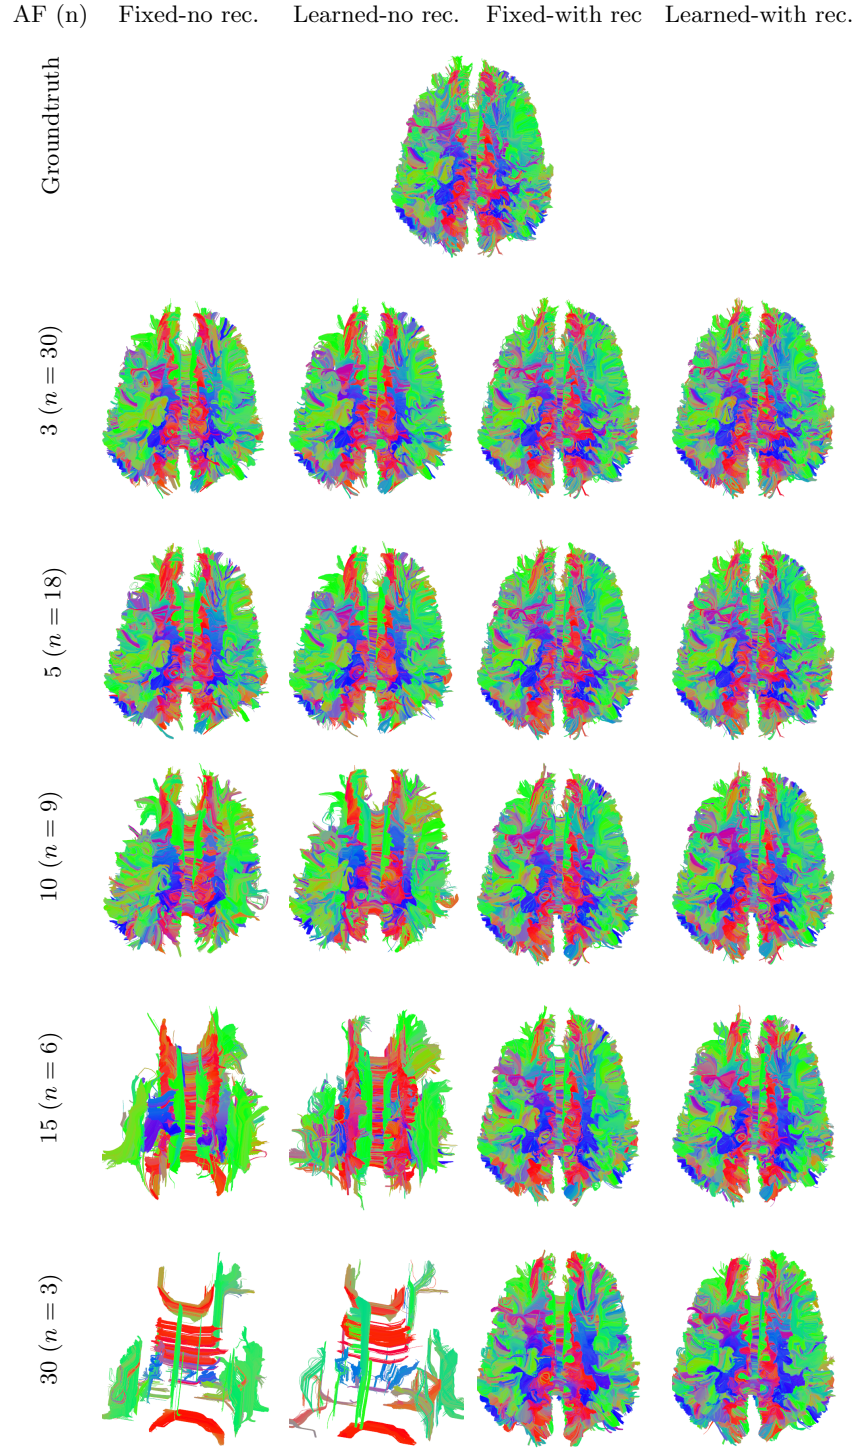 AF (n) Fixed-no rec. Learned-no rec. Fixed-with rec Learned-with rec.
Groundtruth
3 (n = 30)
5 (n = 18)
10 (n = 9)
15 (n = 6)
30 (n = 3)